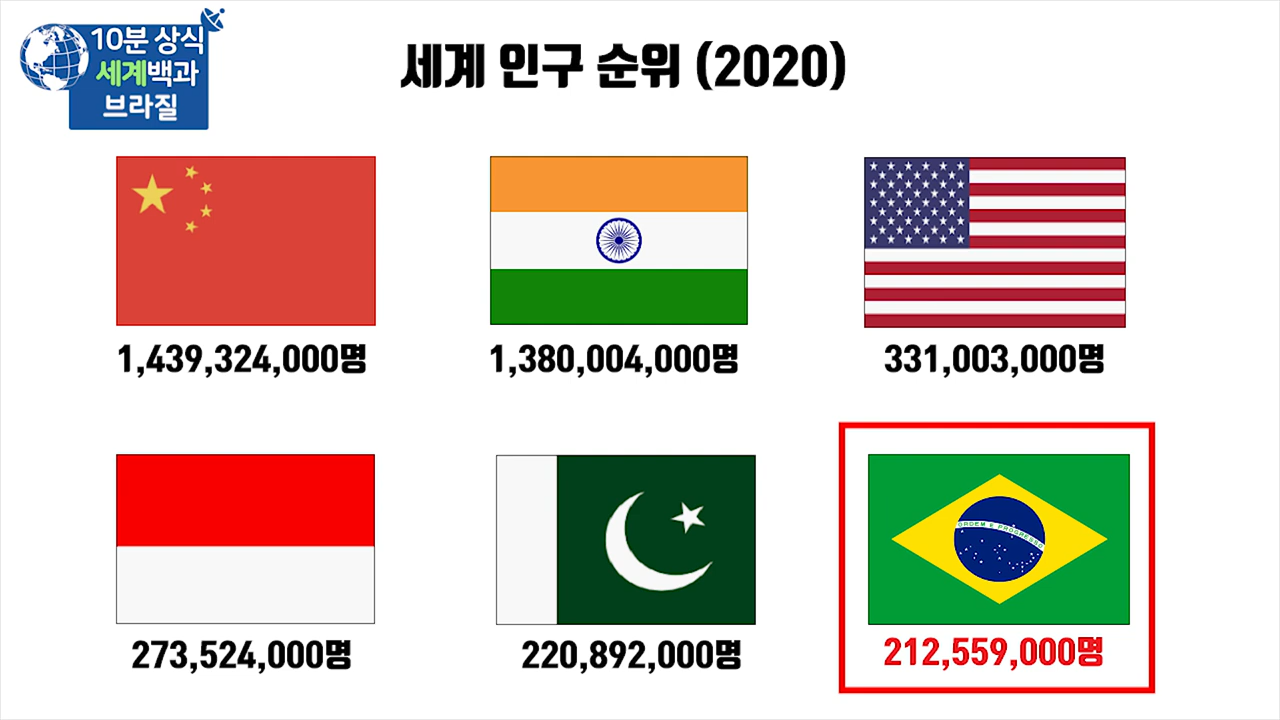 10분 상식
세계백과
브라질
세계 인구 순위 (2020)
1,439,324,000명
1,380,004,000명
331,003,000명
273,524,000명
220,892,000명
ORDEM E PROGRESSO
212,559,000명